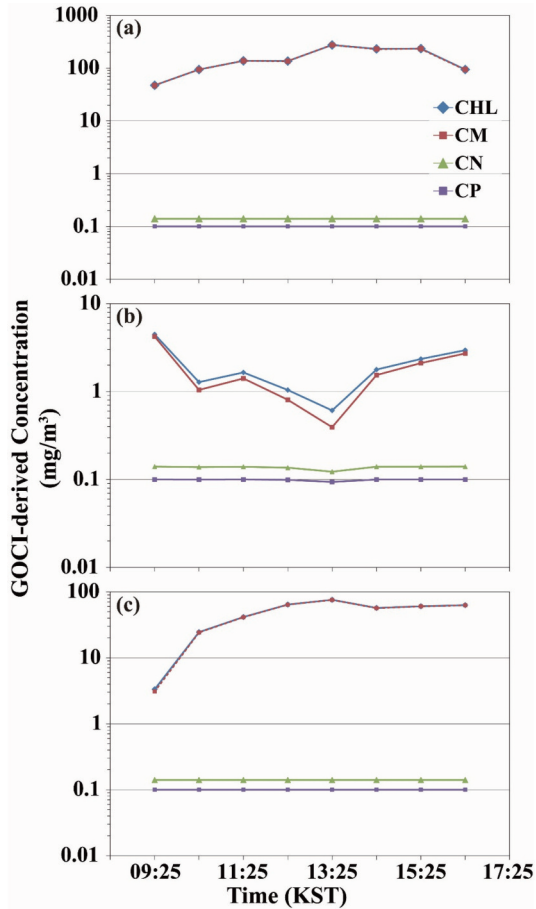 (a)
1000
100
10
1
0.1
0.01
CHL
CM
CN
CP
(b)
10
1
0.1
0.01
(c)
100
10
1
0.1
0.01
GOCI-derived Concentration
(mg/m³)
09:25 11:25 13:25 15:25 17:25
Time (KST)